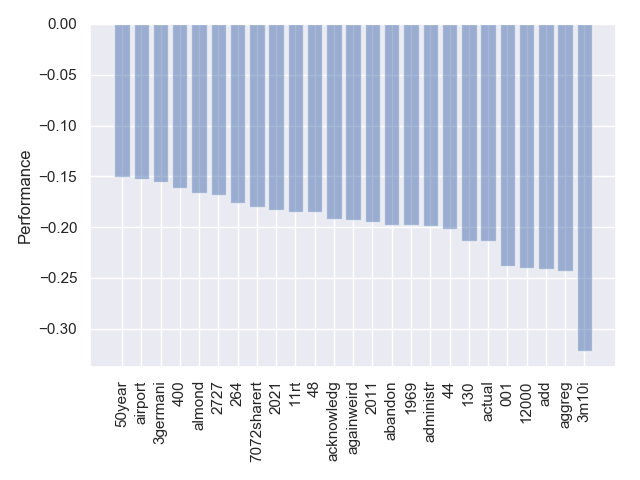 0.00
−0.05
−0.10
−0.15
−0.20
−0.25
−0.30
Performance
50year
airport
3germani
400
almond
2727
264
7072sharert
2021
11rt
48
acknowledg
againweird
2011
abandon
1969
administr
44
130
actual
001
12000
add
aggreg
3m10i